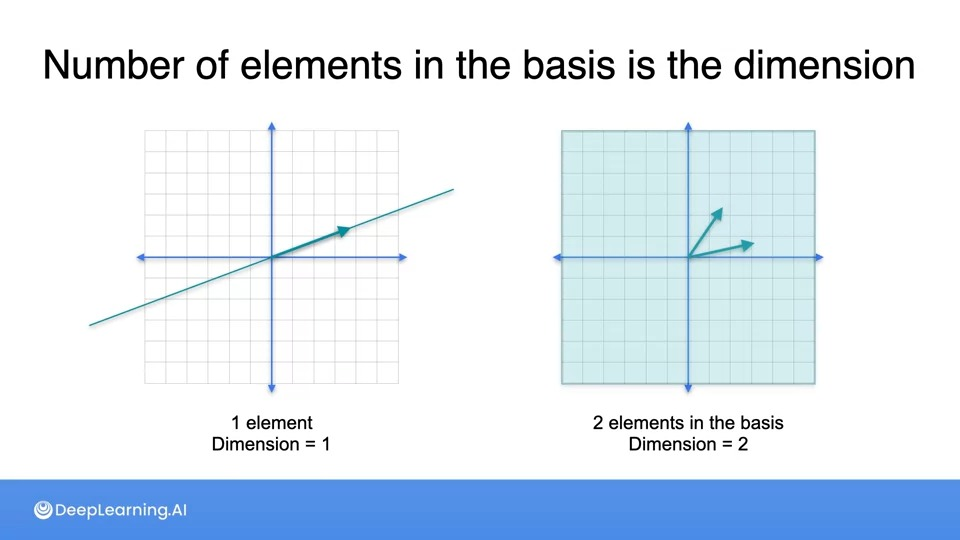 Number of elements in the basis is the dimension
1 element
Dimension = 1
2 elements in the basis
Dimension = 2
DeepLearning.AI